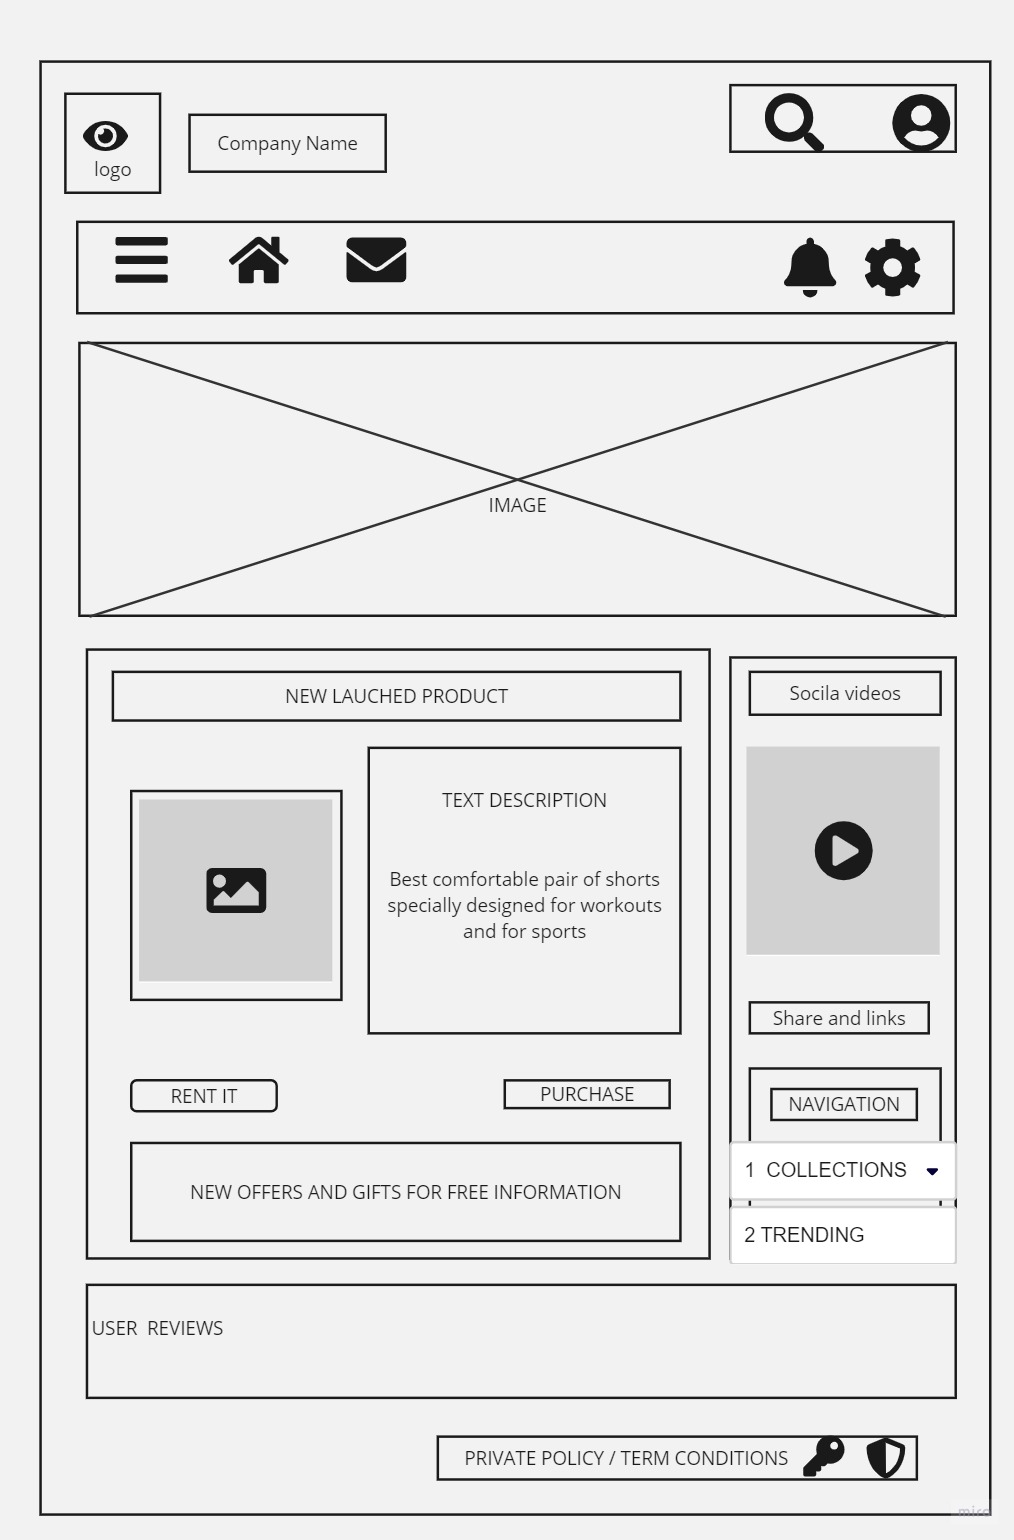 logo
Company Name
IMAGE
NEW LAUCHED PRODUCT
TEXT DESCRIPTION
Best comfortable pair of shorts
specially designed for workouts
and for sports
RENT IT
PURCHASE
NEW OFFERS AND GIFTS FOR FREE INFORMATION
Socila videos
Share and links
NAVIGATION
1 COLLECTIONS
2 TRENDING
USER REVIEWS
PRIVATE POLICY / TERM CONDITIONS
miro